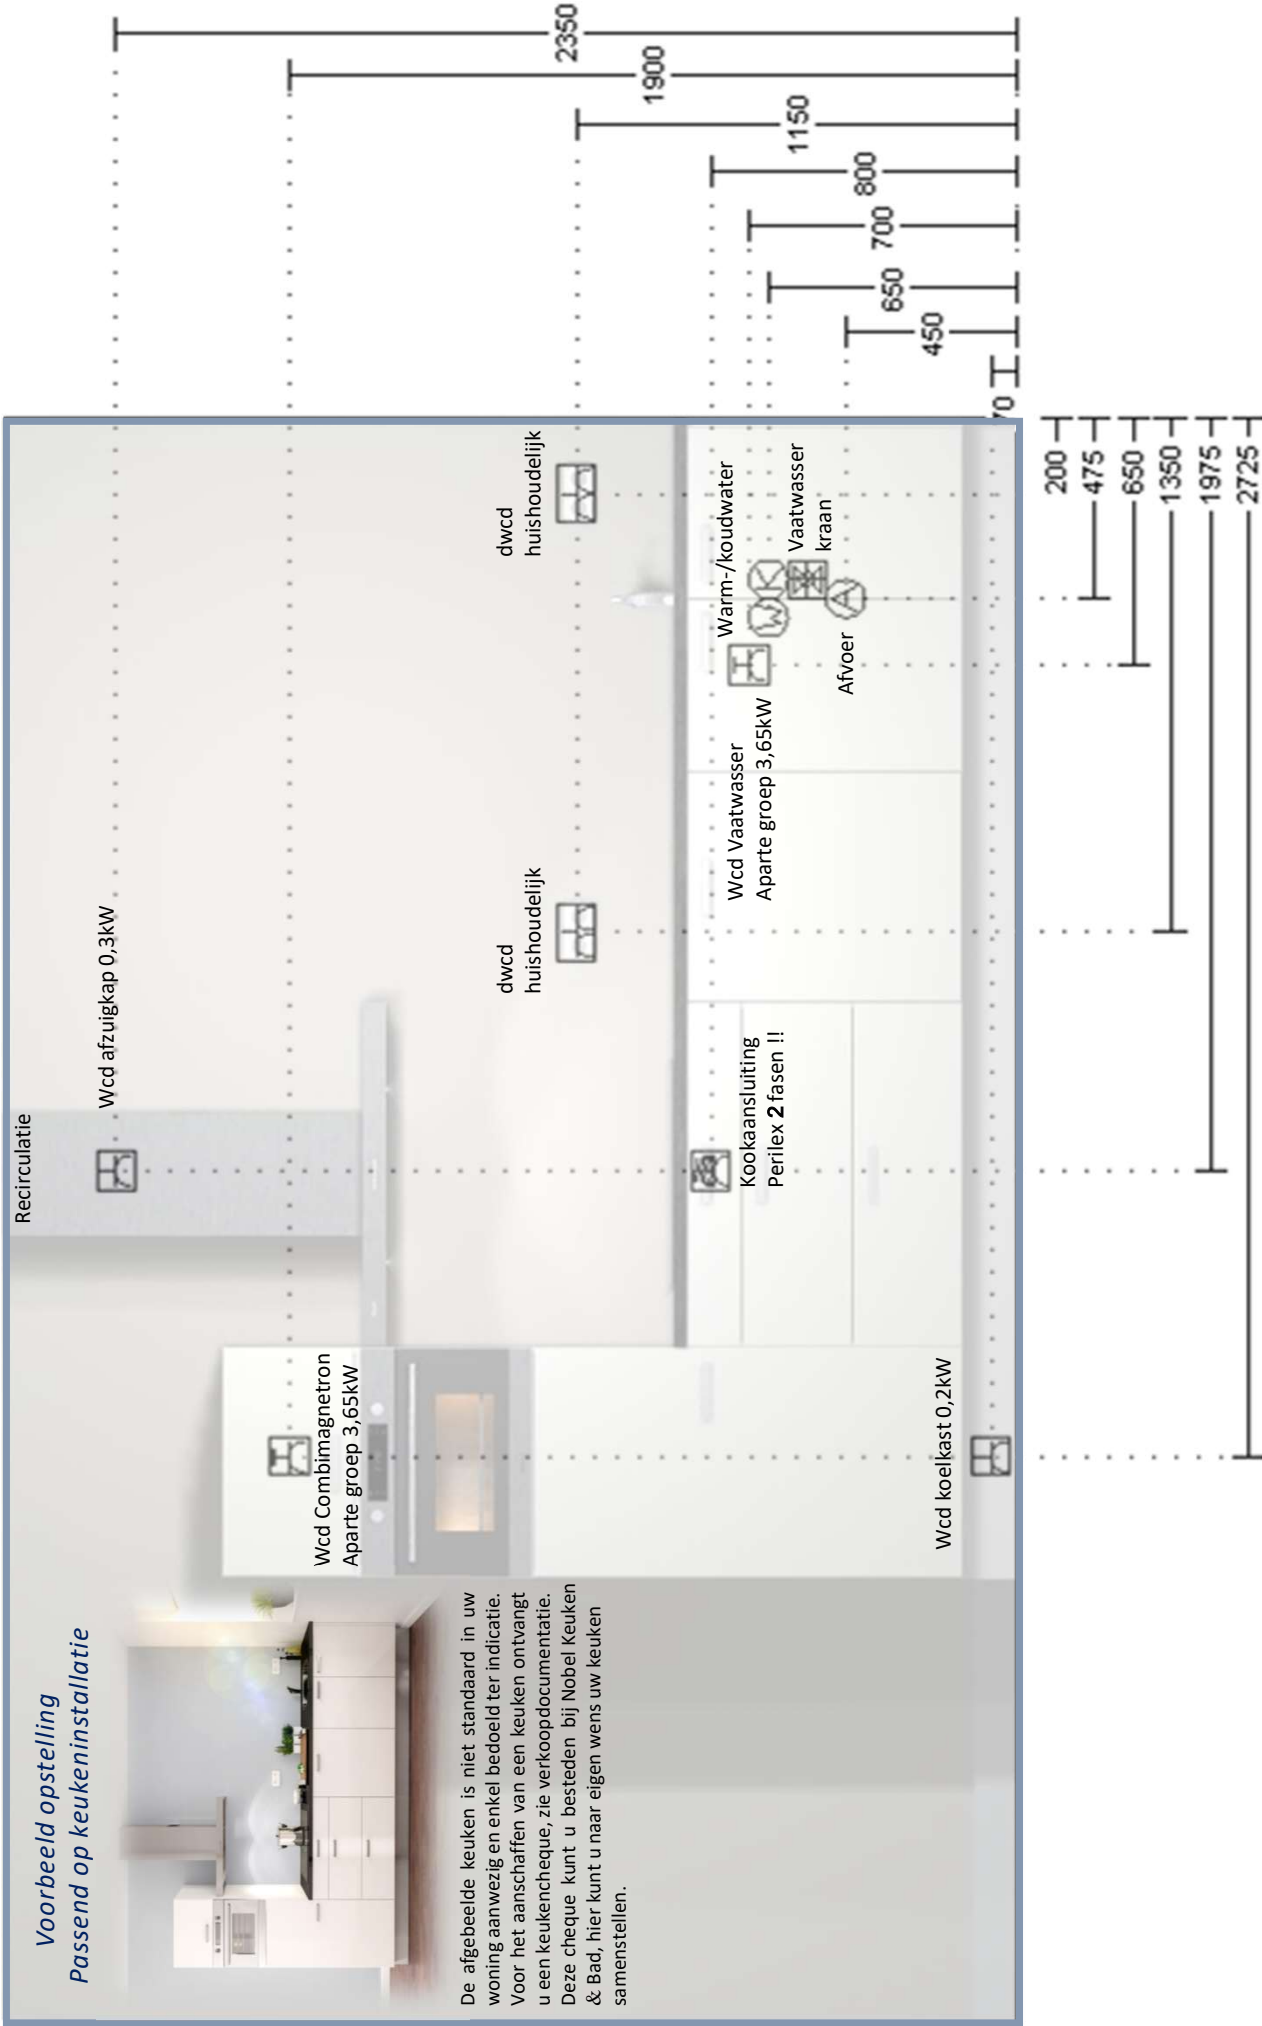 Voorbeeld opstelling
Passend op keukeninstallatie
De afgebeelde keuken is niet standaard in uw
woning aanwezig en enkel bedoeld ter indicatie.
Voor het aanschaffen van een keuken ontvangt
u een keukencheque, zie verkoopdocumentatie.
Deze cheque kunt u besteden bij Nobel Keuken
& Bad, hier kunt u naar eigen wens uw keuken
samenstellen.
Recirculatie
Wcd afzuigkap 0,3kW
Wcd Combimagnetron
Aparte groep 3,65kW
dwcd
huishoudelijk
dwcd
huishoudelijk
Kookaansluiting
Perilex 2 fasen !!
Wcd Vaatwasser
Aparte groep 3,65kW
Warm-/koudwater
W K
Vaatwasser
kraan
A
Afvoer
Wcd koelkast 0,2kW
2350
1900
1150
800
700
650
450
70
200
475
650
1350
1975
2725